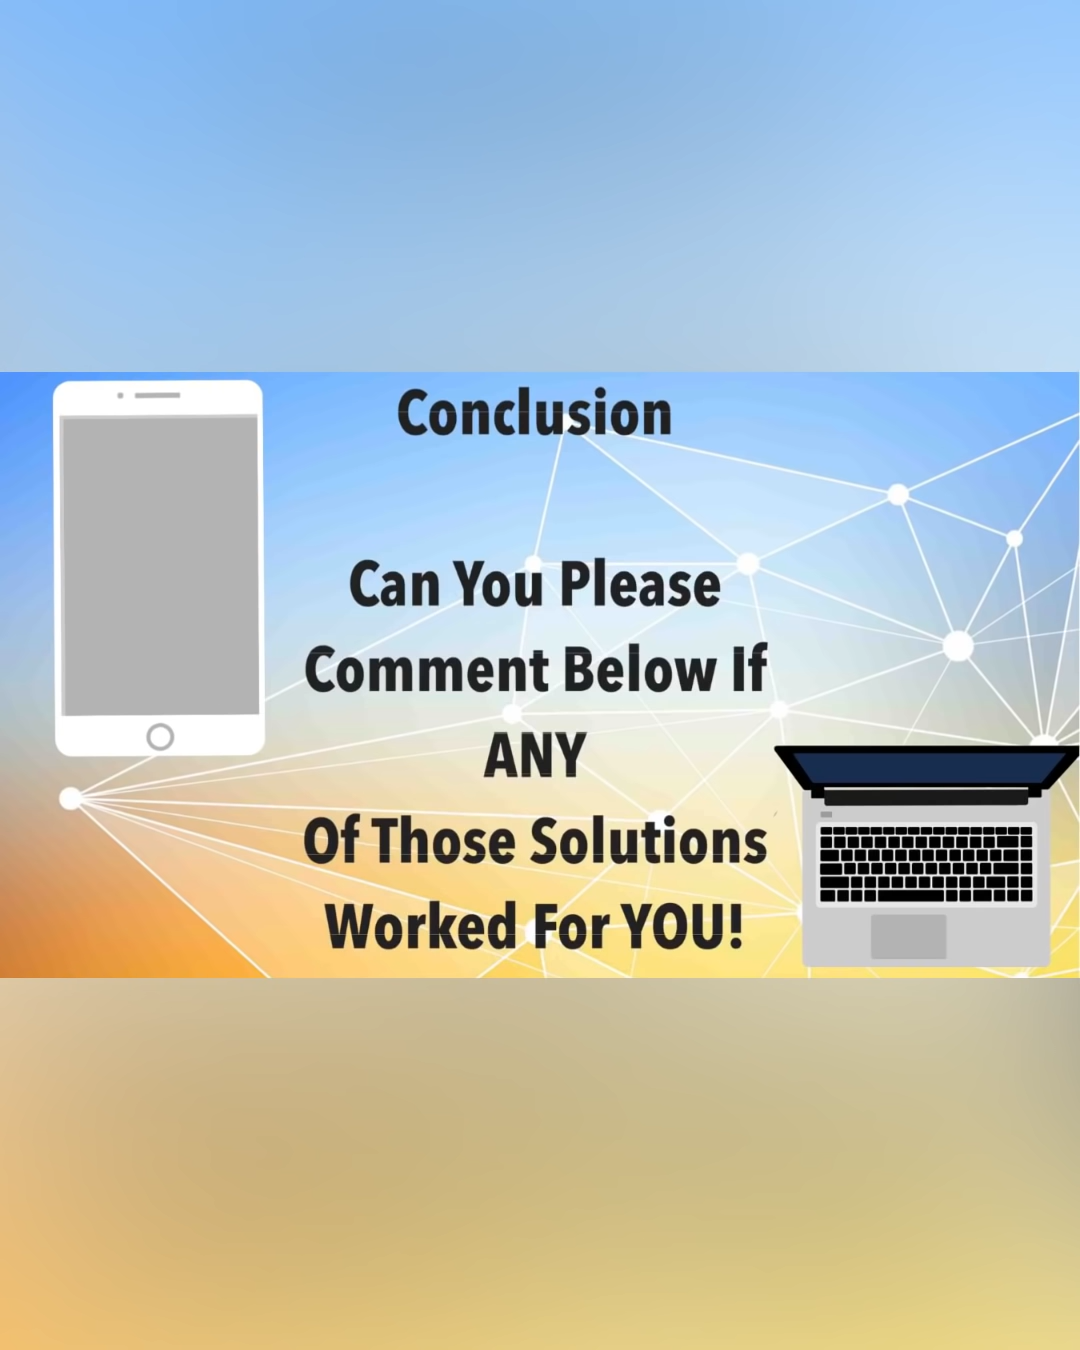 Conclusion
Can You Please
Comment Below If
ANY
Of Those Solutions
Worked For YOU!